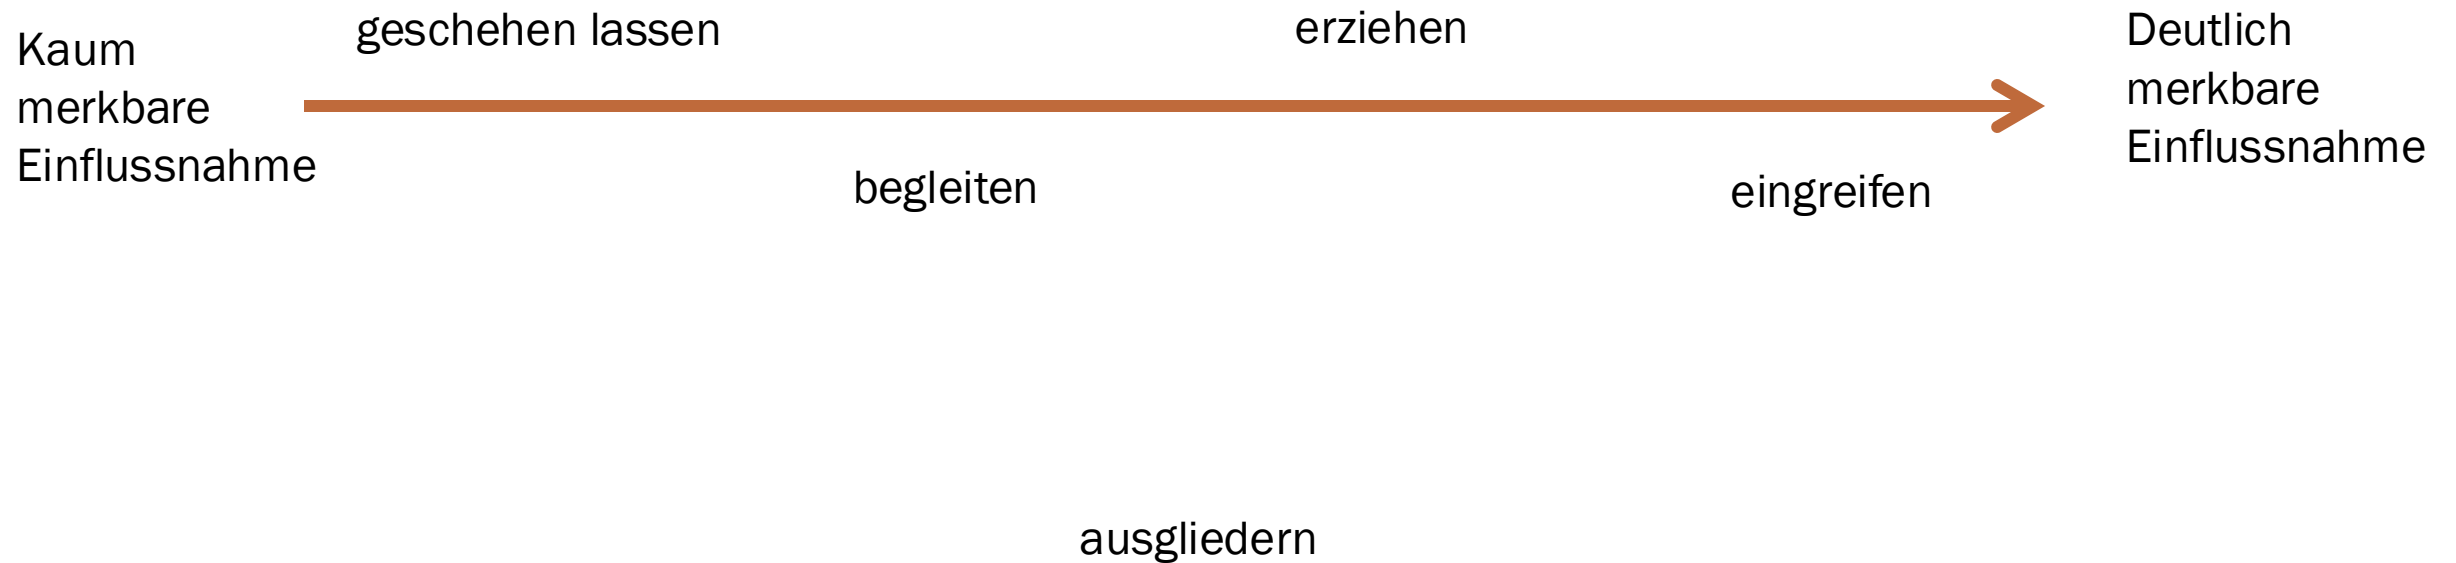 Kaum
merkbare
Einflussnahme
geschehen lassen
begleiten
erziehen
eingreifen
Deutlich
merkbare
Einflussnahme
ausgliedern